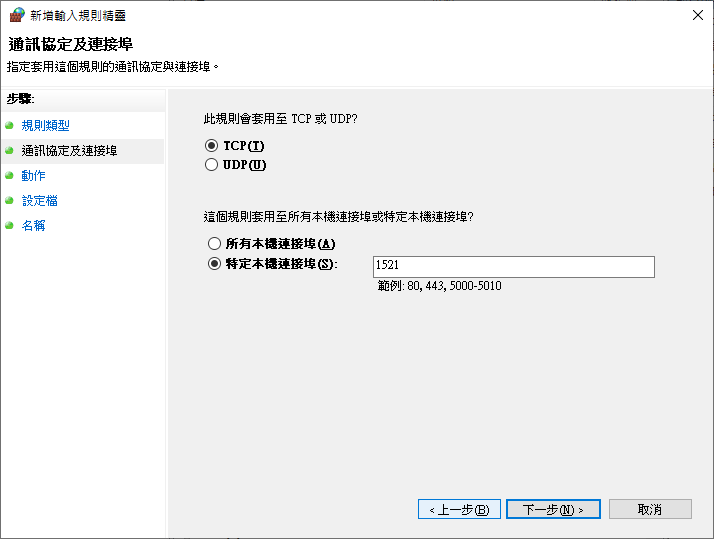 新增輸入規則精靈
通訊協定及連接埠
指定套用這個規則的通訊協定與連接埠。
步驟:
規則類型
通訊協定及連接埠
動作
設定檔
名稱
此規則會套用至 TCP 或 UDP?
TCP(T)
UDP(U)
這個規則套用至所有本機連接埠或特定本機連接埠?
所有本機連接埠(A)
特定本機連接埠(S):
1521
範例: 80, 443, 5000-5010
< 上一步(B)
下一步(N) >
取消